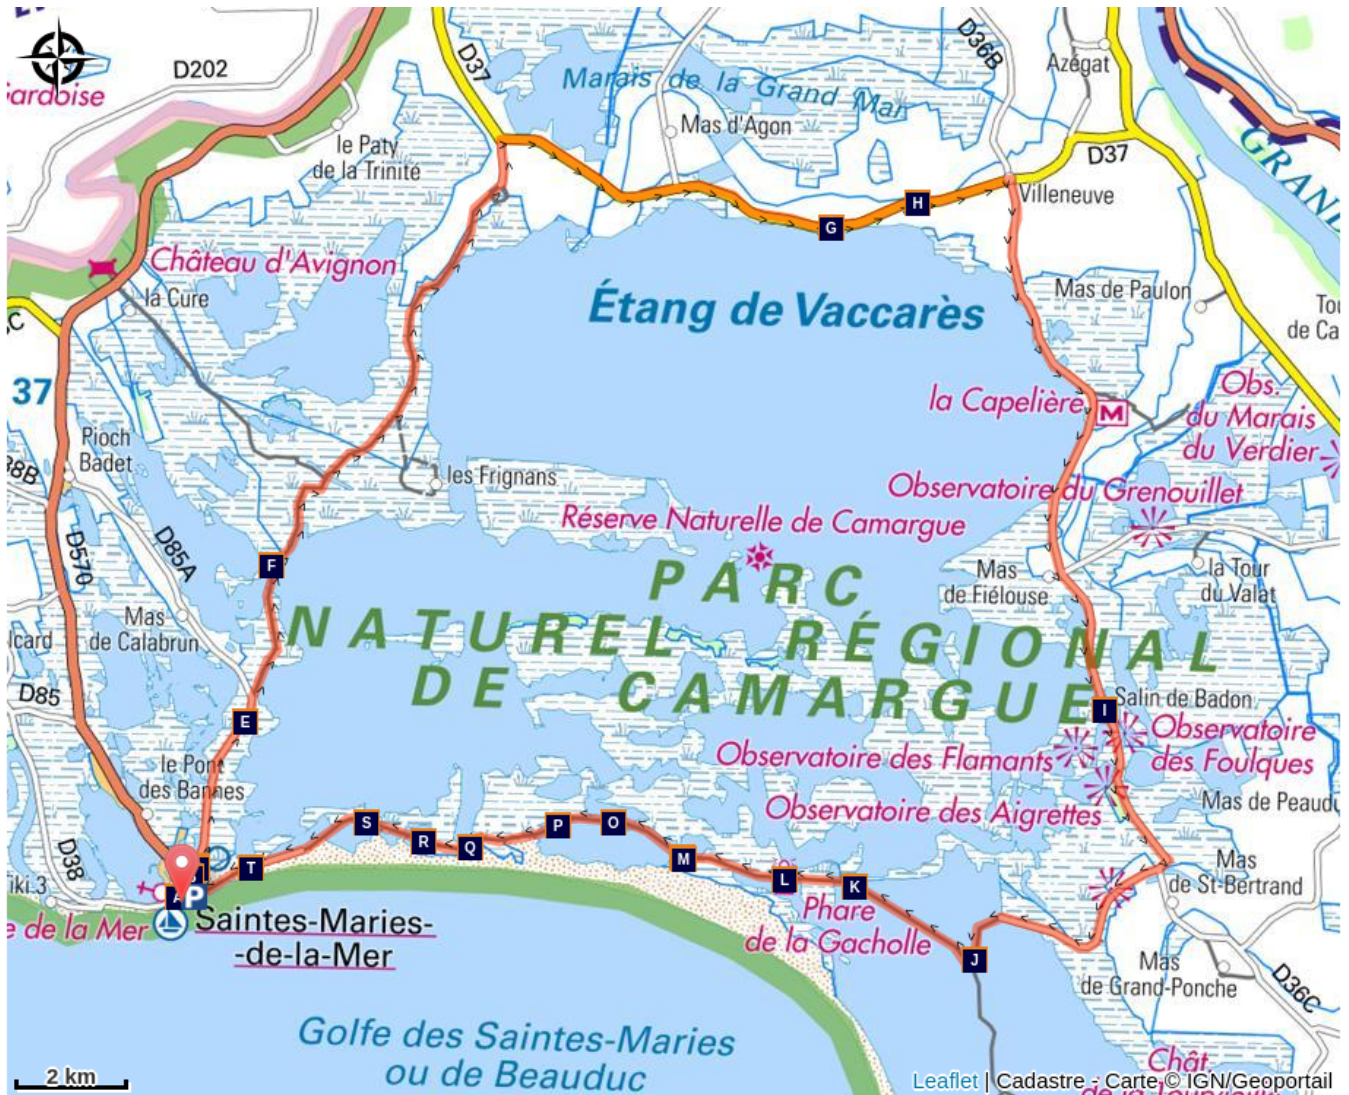 D202
D37
D36B
Azégat
Marais de la Grand Mar
Mas d'Agon
le Paty
de la Trinité
D37
GRAND
Villeneuve
Château d'Avignon
la Cure
G
H
Étang de Vaccarès
Mas de Paulon
de Ca
37
la Capelière
M
Obs.
du Marais
du Verdier
Pioch
Badet
les Frignans
Observatoire du Grenouillet
Réserve Naturelle de Camargue
D570
D85A
F
Mas
de Fiélouse
la Tour
du Valat
PARC
NATUREL RÉGIONAL
DE CAMARGUE
Mas
de Calabrun
D85
E
I
Salin de Badon
Observatoire
des Foulques
Observatoire des Flamants
le Pont
des Bannes
Observatoire des Aigrettes
Mas de Peaud
D38
S
R
Q
P
O
M
L
K
T
J
A
P
Mas
de St-Bertrand
Phare
de la Gacholle
e de la Mer
Saintes-Maries-
-de-la-Mer
Mas
de Grand-Ponche
D36C
Golfe des Saintes-Maries
ou de Beauduc
Chât.
2 km
Leaflet | Cadastre - Carte © IGN/Geoportail